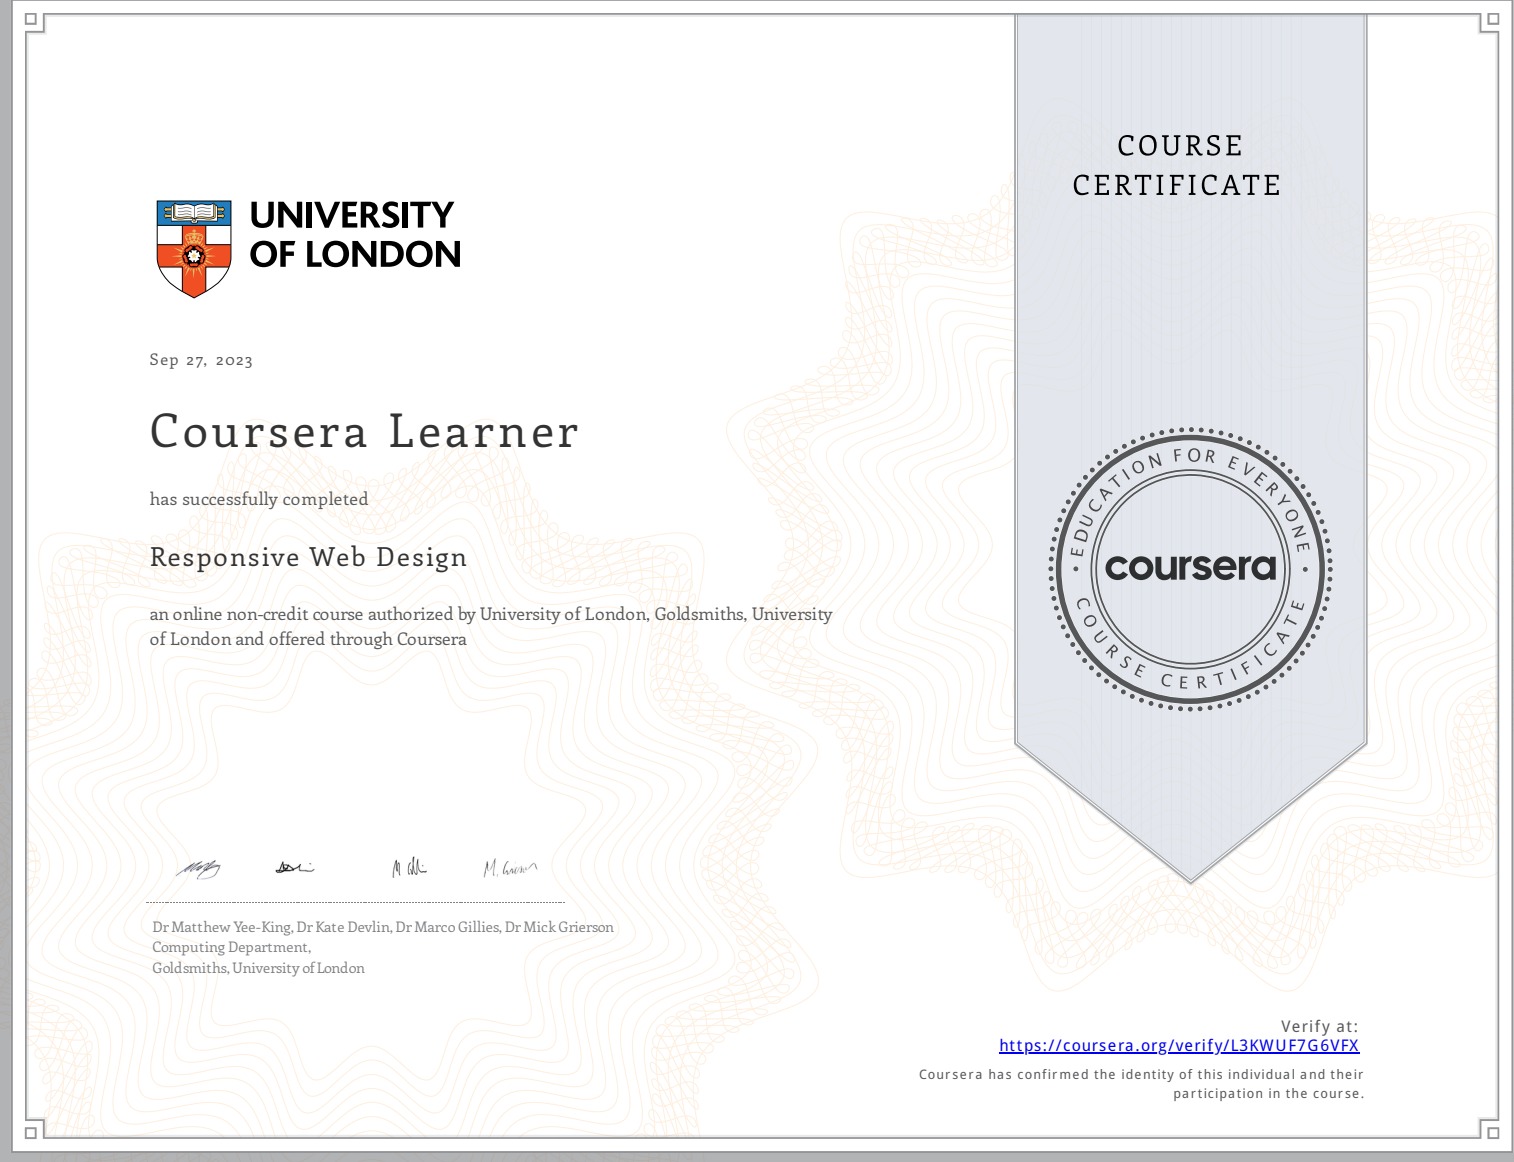 COURSE
CERTIFICATE
UNIVERSITY
OF LONDON
Sep 27, 2023
Coursera Learner
has successfully completed
Responsive Web Design
an online non-credit course authorized by University of London, Goldsmiths, University
of London and offered through Coursera
EDUCATION FOR EVERYONE
coursera
COURSE CERTIFICATE
M. Grierson
Dr Matthew Yee-King, Dr Kate Devlin, Dr Marco Gillies, Dr Mick Grierson
Computing Department,
Goldsmiths, University of London
Verify at:
https://coursera.org/verify/L3KWUF7G6VFX
Coursera has confirmed the identity of this individual and their
participation in the course.